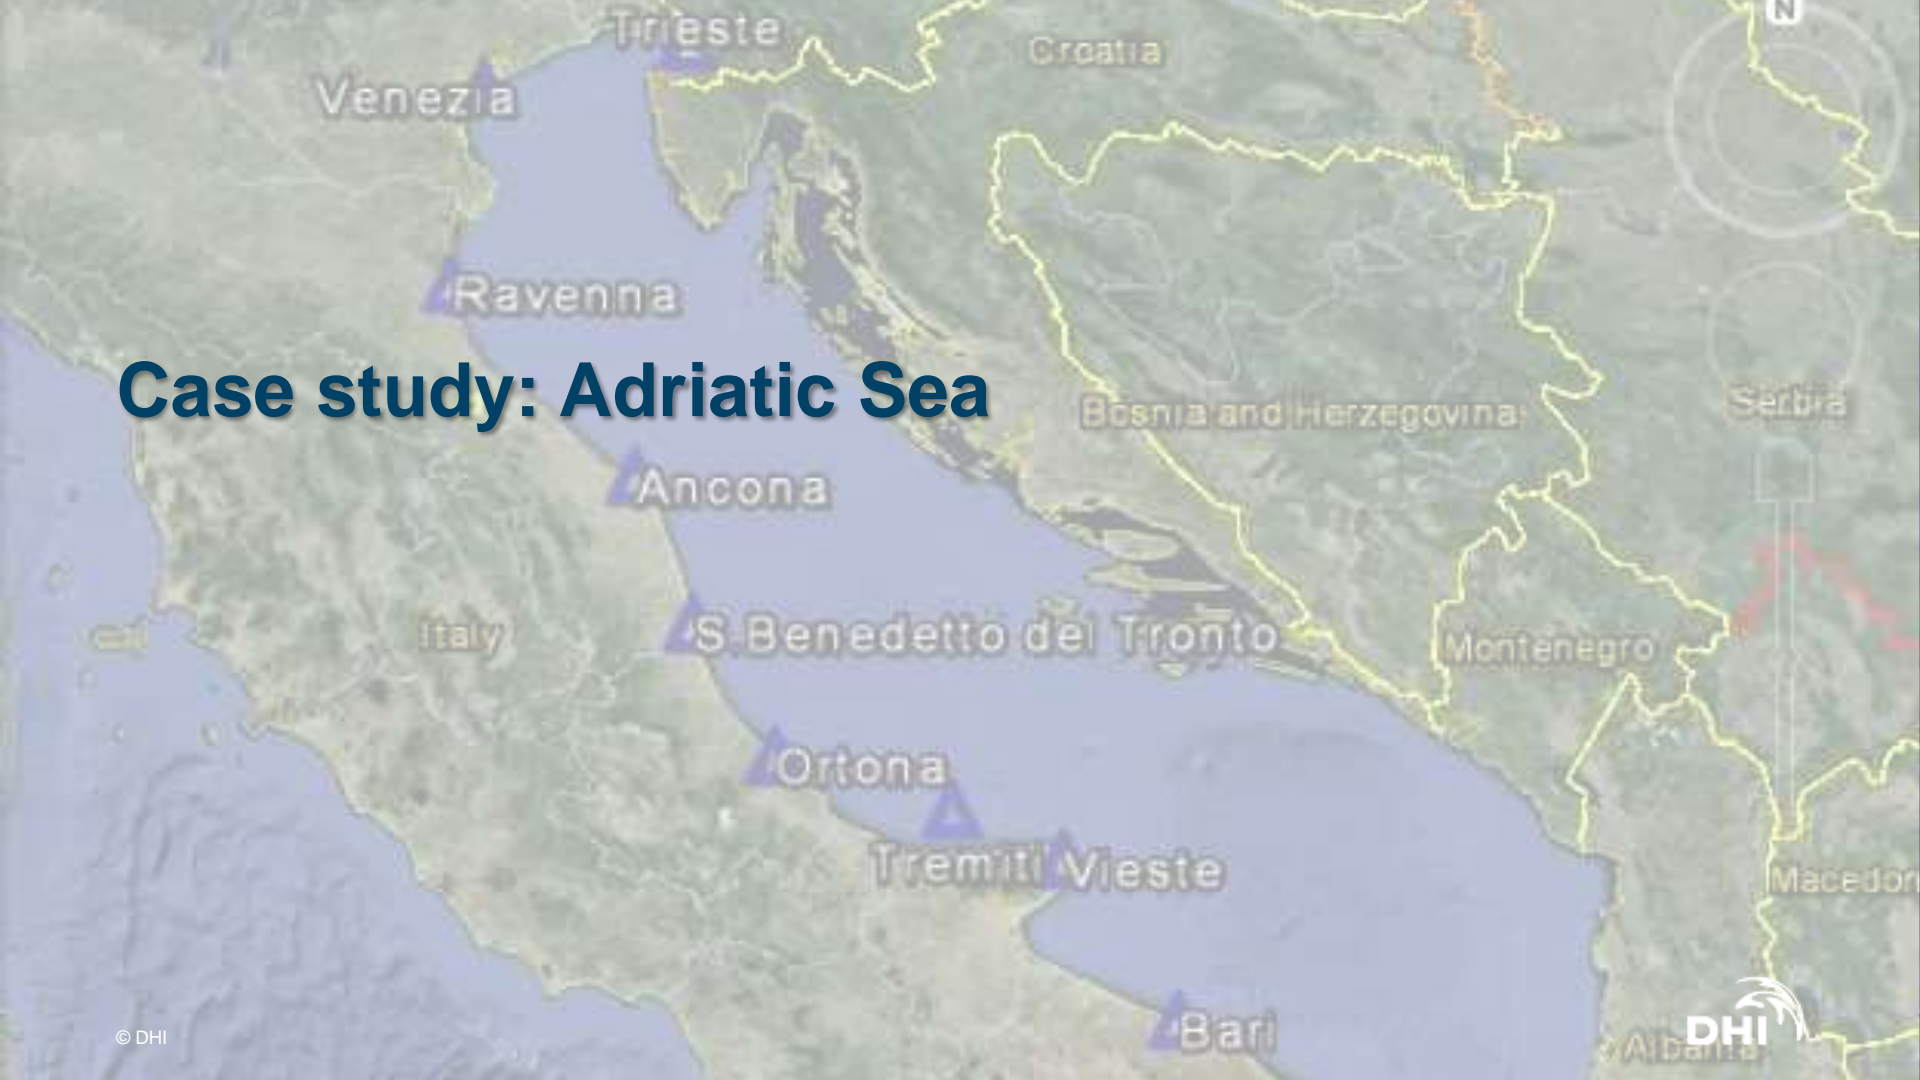 N
Trieste
Croatia
Venezia
Ravenna
Case study: Adriatic Sea
Serbia
Bosnia and Herzegovina
Ancona
S.Benedetto del Tronto
Italy
Montenegro
Ortona
Tremiti
Vieste
Macedon
Bari
DHI
© DHI
Albania